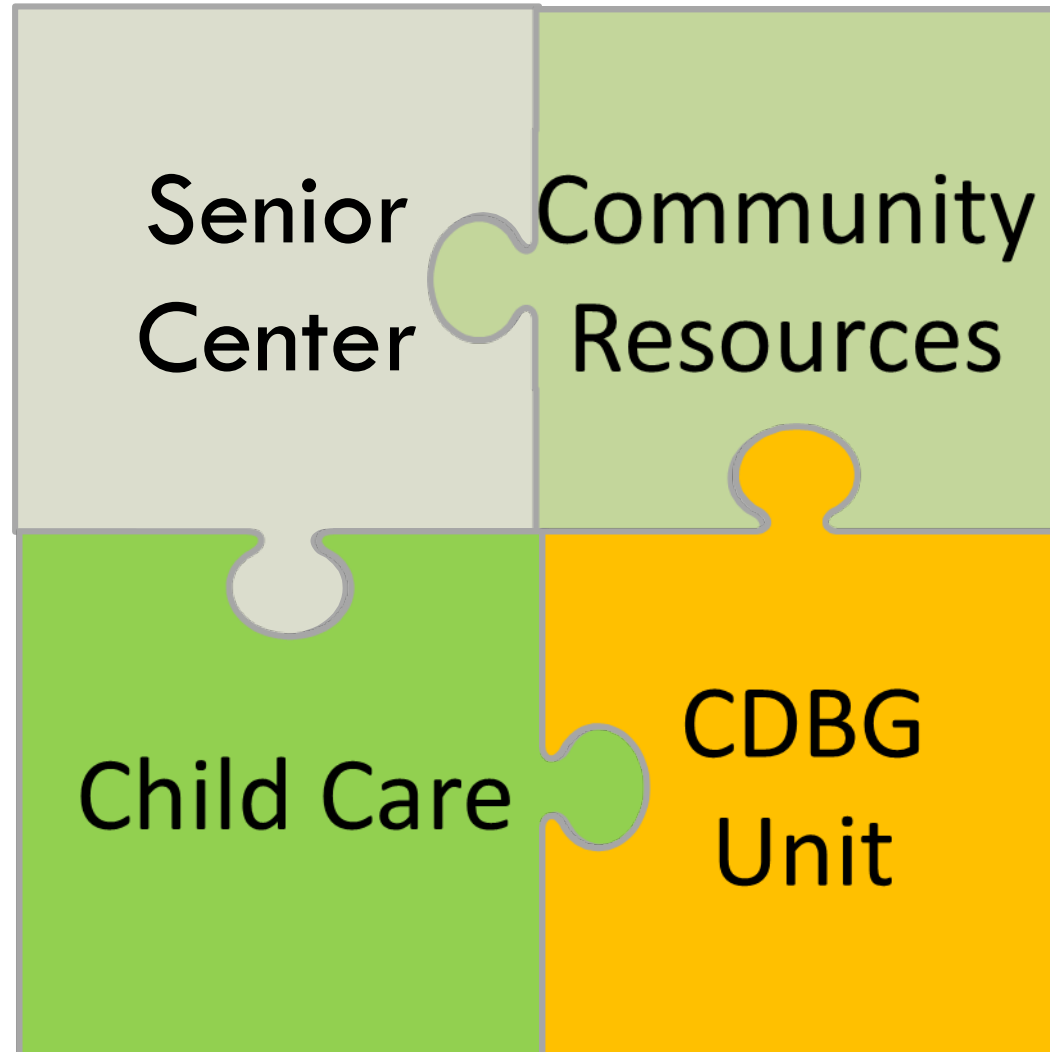 Senior
Center
Community
Resources
Child Care
CDBG
Unit